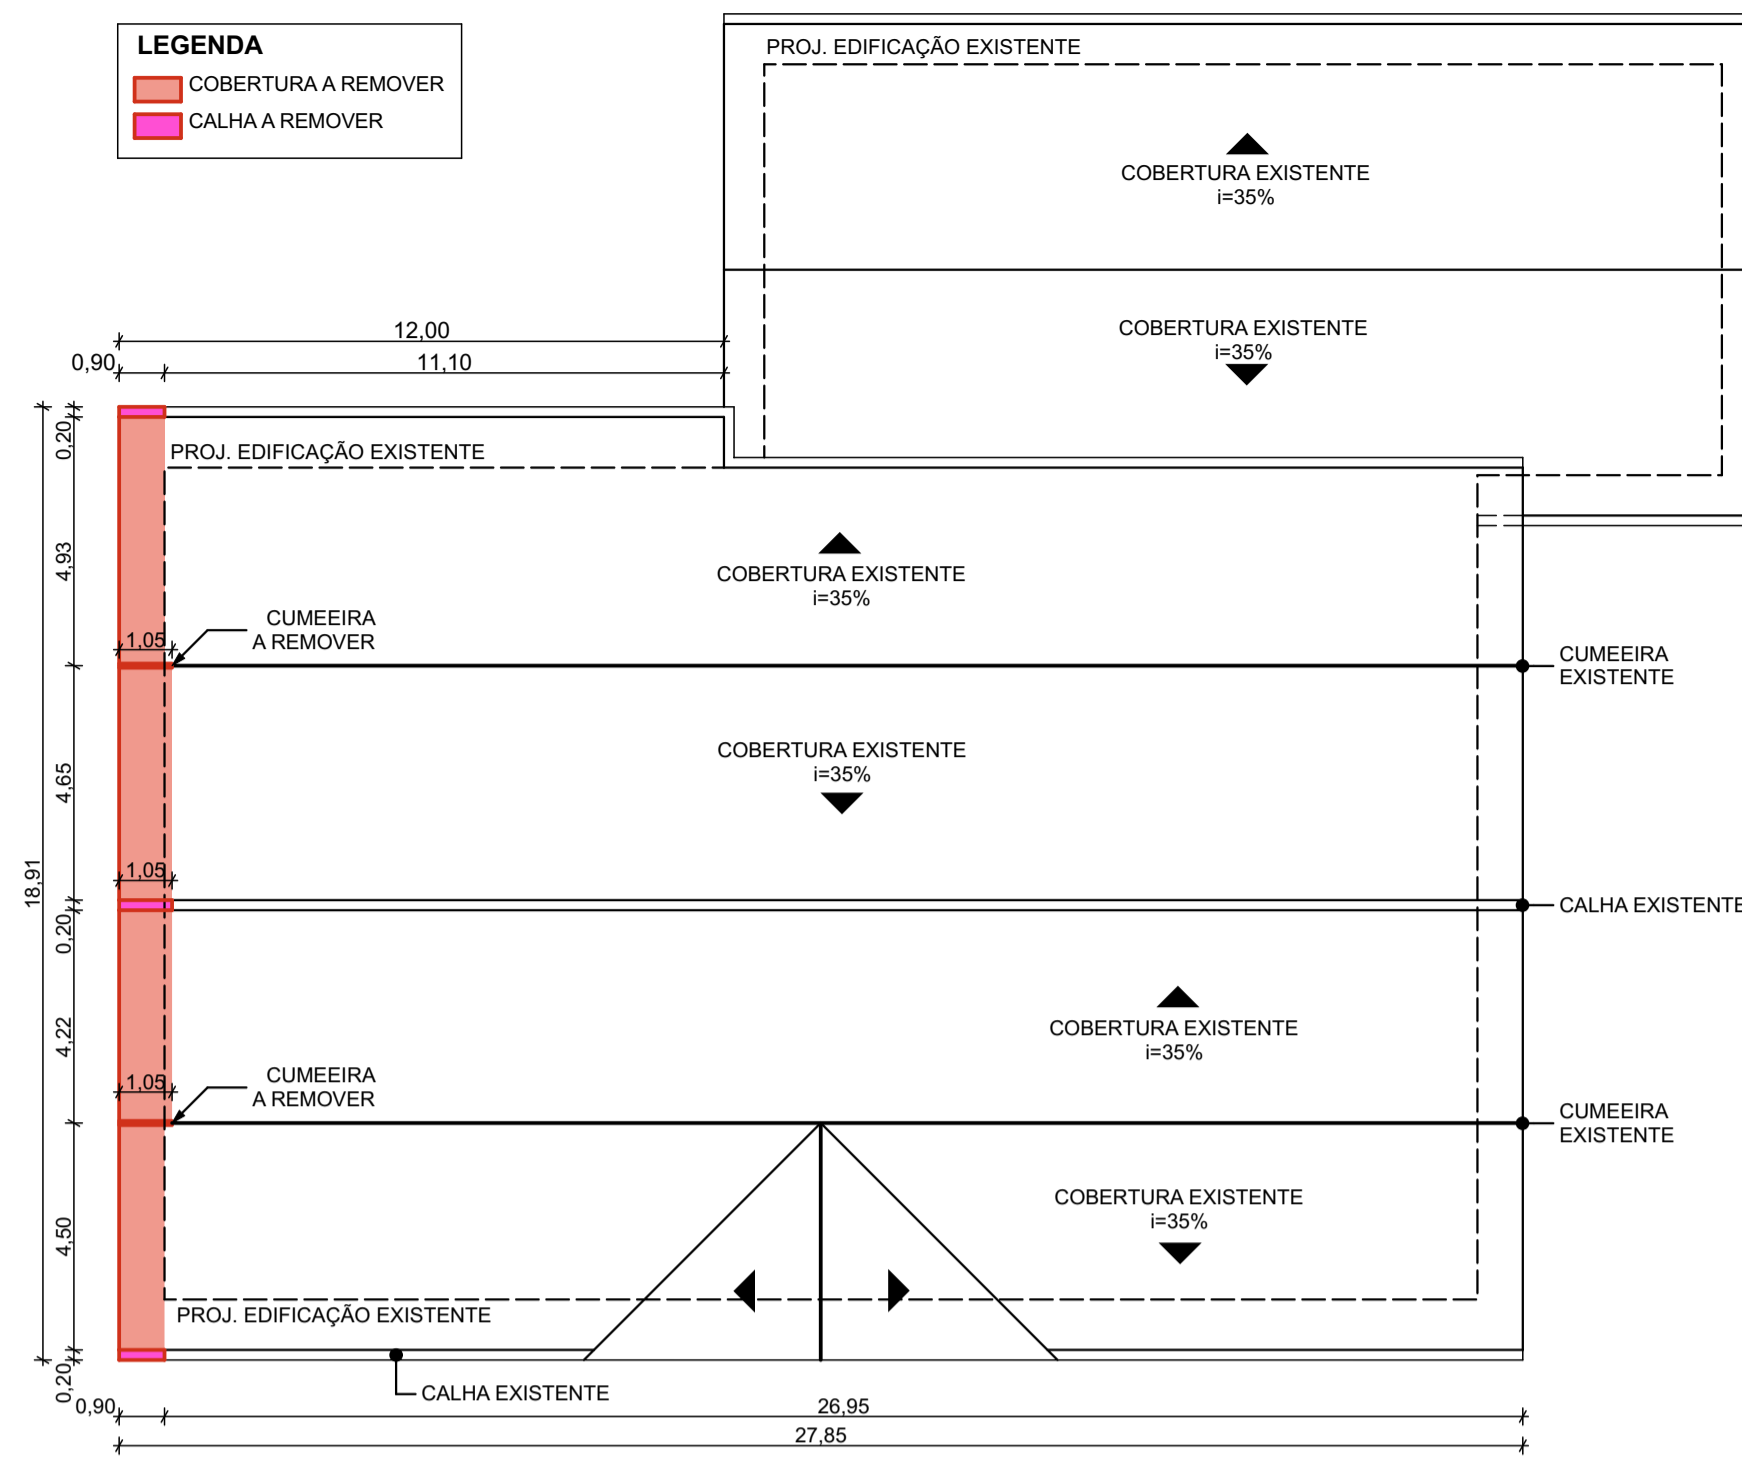 LEGENDA
COBERTURA A REMOVER
CALHA A REMOVER
PROJ. EDIFICAÇÃO EXISTENTE
COBERTURA EXISTENTE
i=35%
COBERTURA EXISTENTE
i=35%
12,00
0,90
11,10
0,20
PROJ. EDIFICAÇÃO EXISTENTE
4,93
COBERTURA EXISTENTE
i=35%
CUMEEIRA
A REMOVER
1,05
CUMEEIRA
EXISTENTE
COBERTURA EXISTENTE
i=35%
4,65
18,91
1,05
CALHA EXISTENTE
0,20
4,22
COBERTURA EXISTENTE
i=35%
1,05
CUMEEIRA
A REMOVER
CUMEEIRA
EXISTENTE
4,50
COBERTURA EXISTENTE
i=35%
PROJ. EDIFICAÇÃO EXISTENTE
0,20
CALHA EXISTENTE
0,90
26,95
27,85